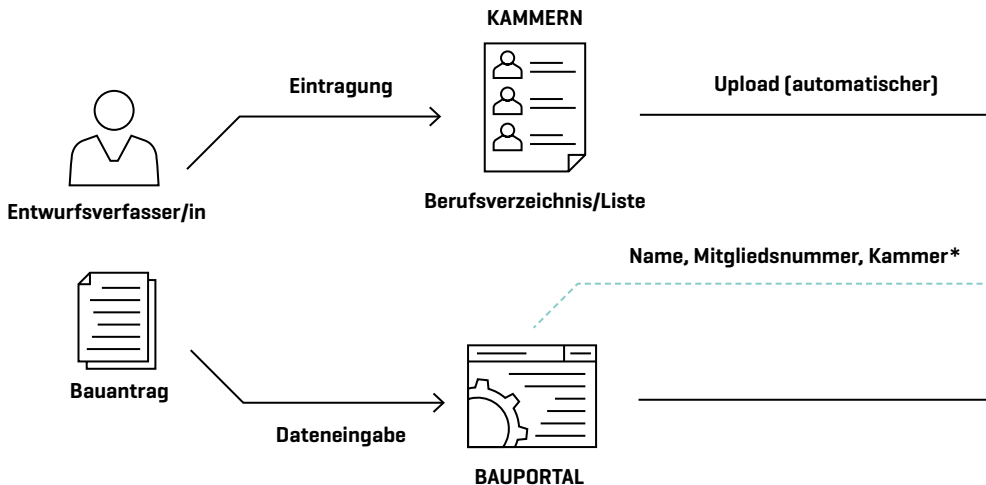 KAMMERN
Eintragung
Upload (automatischer)
Entwurfsverfasser/in
Berufsverzeichnis/Liste
Name, Mitgliedsnummer, Kammer*
Bauantrag
Dateneingabe
BAUPORTAL